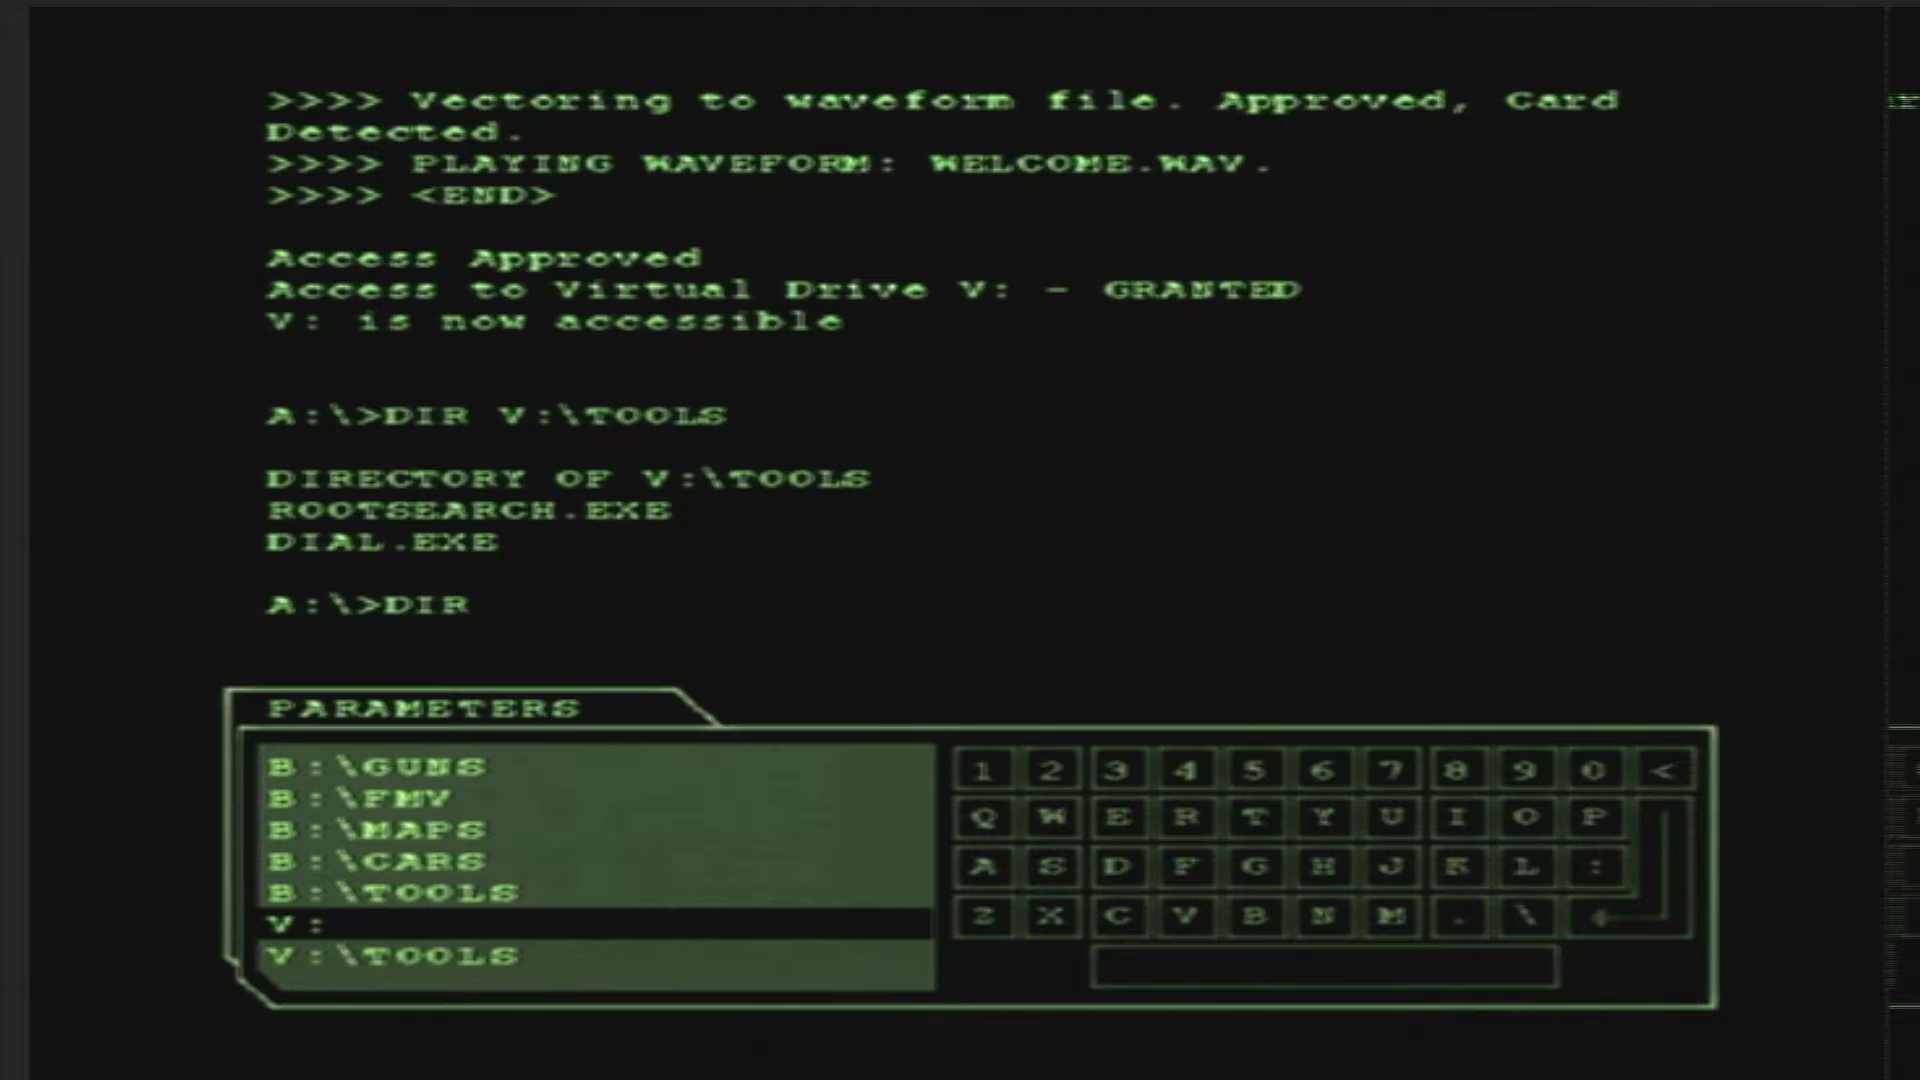 >>>> Vectoring to waveform file. Approved, Card
Detected.
>>>> PLAYING WAVEFORM: WELCOME.WAV.
>>>> <END>
Access Approved
Access to Virtual Drive V: - GRANTED
V: is now accessible
A:\>DIR V:\TOOLS
DIRECTORY OF V:\TOOLS
ROOTSEARCH.EXE
DIAL.EXE
A:\>DIR
PARAMETERS
B:\GUNS
B:\FMV
B:\MAPS
B:\CARS
B:\TOOLS
V:
V:\TOOLS
1 2 3 4 5 6 7 8 9 0 <
Q W E R T Y U I O P
A S D F G H J K L :
Z X C V B N M . \